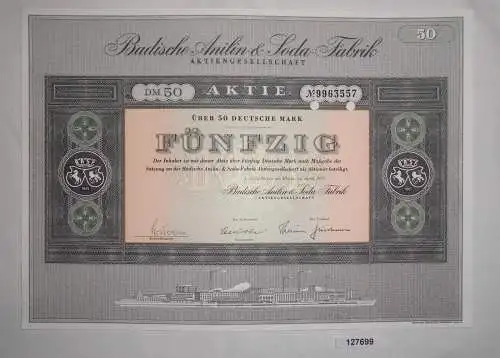 Badische Anilin & Soda-Fabrik
AKTIENGESELLSCHAFT
50
DM 50
AKTIE
№9963557
ÜBER 50 DEUTSCHE MARK
FÜNFZIG
Der Inhaber ist mit dieser Aktie über Fünfzig Deutsche Mark nach Maßgabe der
Satzung an der Badische Anilin- & Soda-Fabrik Aktiengesellschaft als Aktionär beteiligt.
Badische Anilin & Soda-Fabrik
AKTIENGESELLSCHAFT
127699